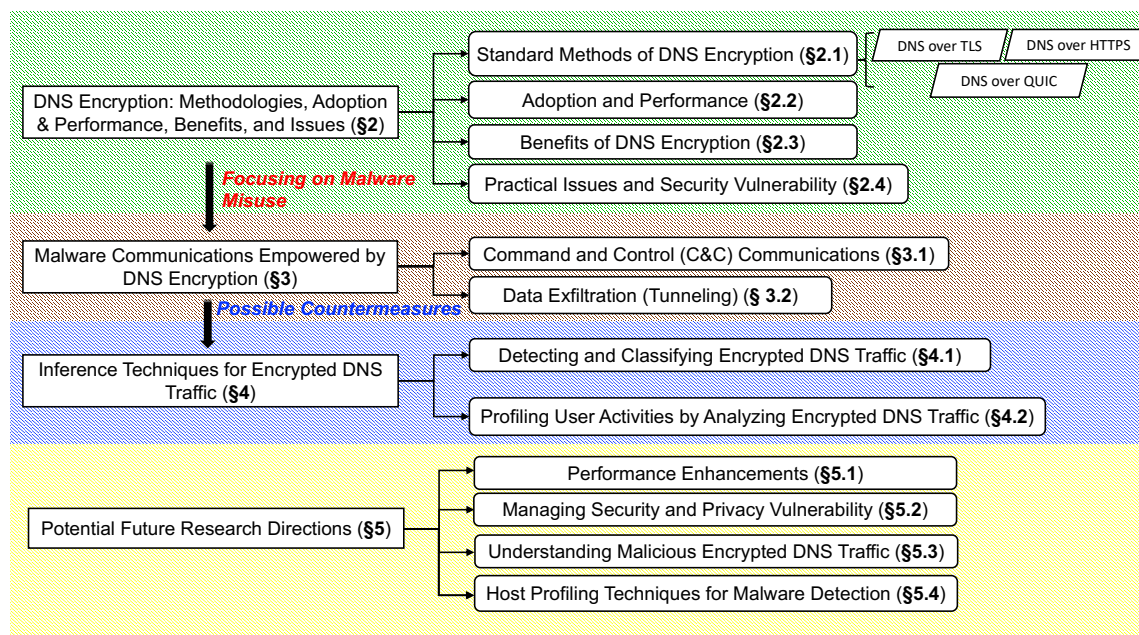 Standard Methods of DNS Encryption (§2.1)
DNS over TLS
DNS over HTTPS
DNS over QUIC
DNS Encryption: Methodologies, Adoption
& Performance, Benefits, and Issues (§2)
Adoption and Performance (§2.2)
Benefits of DNS Encryption (§2.3)
Practical Issues and Security Vulnerability (§2.4)
Focusing on Malware
Misuse
Malware Communications Empowered by
DNS Encryption (§3)
Command and Control (C&C) Communications (§3.1)
Data Exfiltration (Tunneling) (§ 3.2)
Possible Countermeasures
Inference Techniques for Encrypted DNS
Traffic (§4)
Detecting and Classifying Encrypted DNS Traffic (§4.1)
Profiling User Activities by Analyzing Encrypted DNS Traffic (§4.2)
Potential Future Research Directions (§5)
Performance Enhancements (§5.1)
Managing Security and Privacy Vulnerability (§5.2)
Understanding Malicious Encrypted DNS Traffic (§5.3)
Host Profiling Techniques for Malware Detection (§5.4)